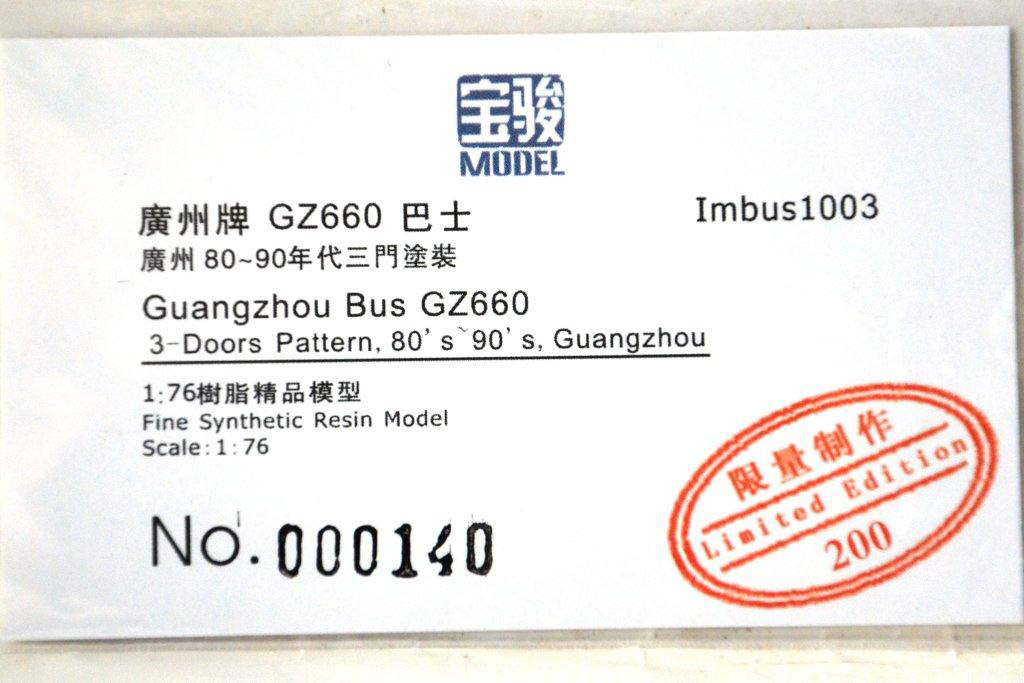 宝骏
MODEL
廣州牌 GZ660 巴士
Imbus1003
廣州 80~90年代三門塗裝
Guangzhou Bus GZ660
3-Doors Pattern, 80's~90's, Guangzhou
1:76樹脂精品模型
Fine Synthetic Resin Model
Scale:1:76
No. 000140
限量制作
Limited Edition
200